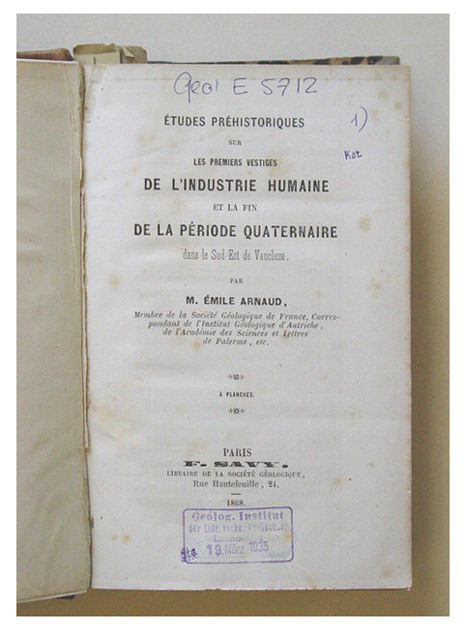 Geol E 5712
1)
Kat
ÉTUDES PRÉHISTORIQUES
SUR
LES PREMIERS VESTIGES
DE L'INDUSTRIE HUMAINE
ET LA FIN
DE LA PÉRIODE QUATERNAIRE
dans le Sud-Est de Vaucluse,
PAR
M. ÉMILE ARNAUD,
Membre de la Société Géologique de France, Corres-
pondant de l'Institut Géologique d'Autriche,
de l'Académie des Sciences et Lettres
de Palerme, etc.
6 PLANCHES.
PARIS
F. SAVY.
LIBRAIRE DE LA SOCIÉTÉ GÉOLOGIQUE,
Rue Hautefeuille, 24.
1868.
Geolog. Institut
der Eidg. techn.
19. März 1935